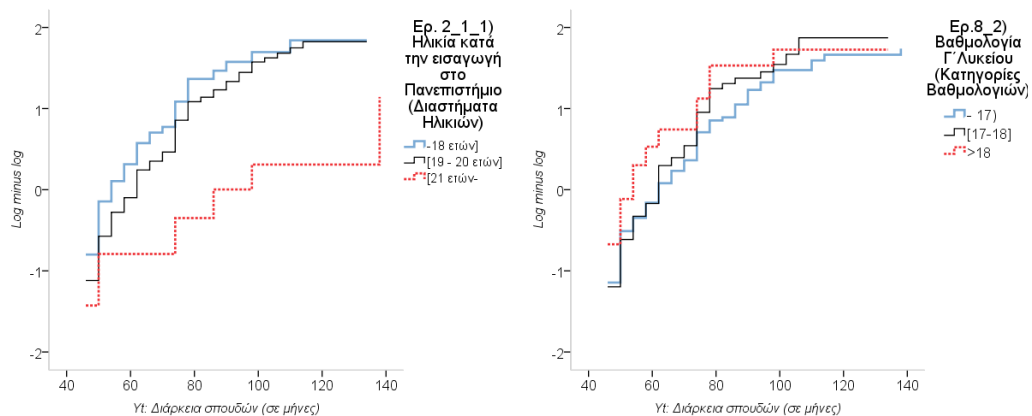 Ερ. 2_1_1)
Ηλικία κατά
την εισαγωγή
στο
Πανεπιστήμιο
(Διαστήματα
Ηλικιών)
-18 ετών]
[19 - 20 ετών]
[21 ετών-
Log minus log
2
1
0
-1
-2
40 60 80 100 120 140
Yt: Διάρκεια σπουδών (σε μήνες)
Ερ.8_2)
Βαθμολογία
Γ΄Λυκείου
(Κατηγορίες
Βαθμολογιών)
- 17)
[17-18]
>18
Log minus log
2
1
0
-1
-2
40 60 80 100 120 140
Yt: Διάρκεια σπουδών (σε μήνες)